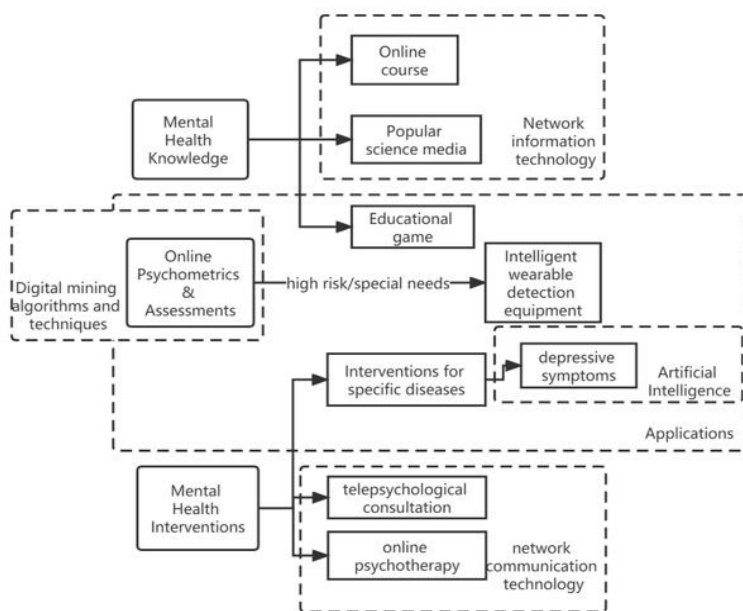 Online
course
Mental
Health
Knowledge
Popular
science media
Network
information
technology
Educational
game
Digital mining
algorithms and
techniques
Online
Psychometrics
&
Assessments
high risk/special needs
Intelligent
wearable
detection
equipment
Interventions for
specific diseases
depressive
symptoms
Artificial
Intelligence
Applications
Mental
Health
Interventions
telepsychological
consultation
online
psychotherapy
network
communication
technology